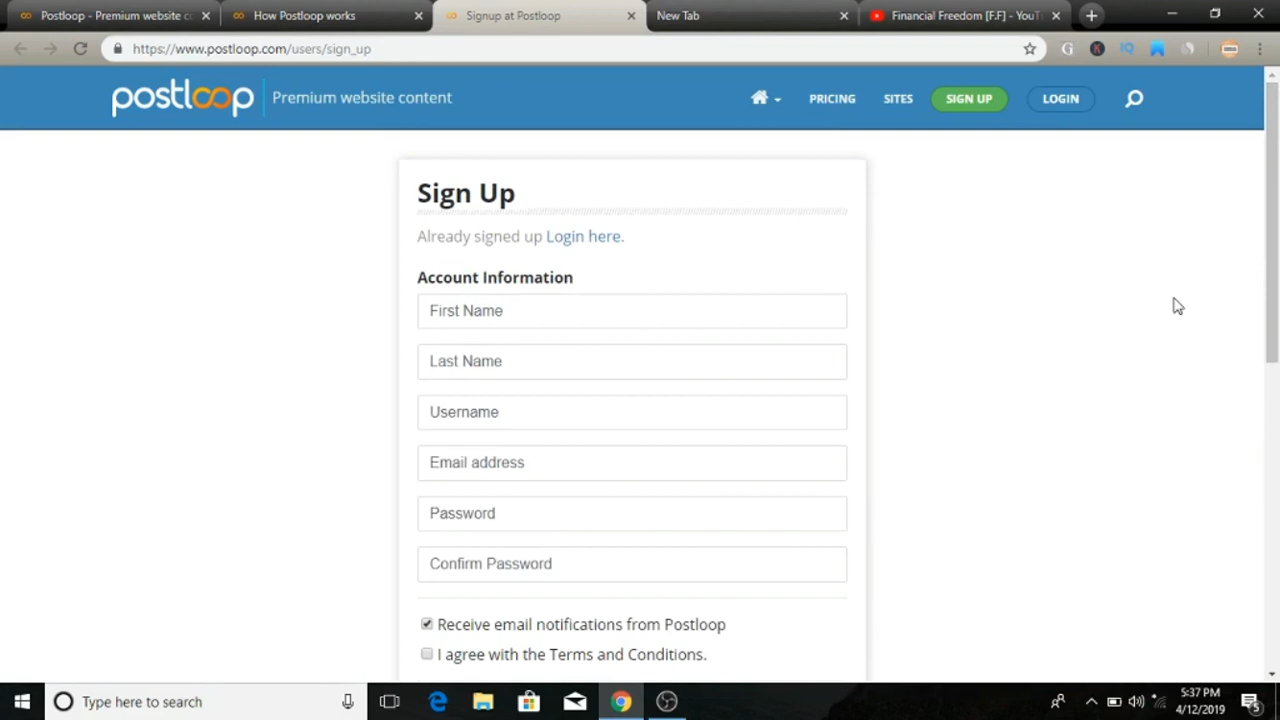 Postloop - Premium website co
How Postloop works
Signup at Postloop
New Tab
Financial Freedom [F.F] - YouT
https://www.postloop.com/users/sign_up
postloop
Premium website content
PRICING
SITES
SIGN UP
LOGIN
Sign Up
Already signed up Login here.
Account Information
First Name
Last Name
Username
Email address
Password
Confirm Password
Receive email notifications from Postloop
I agree with the Terms and Conditions.
Type here to search
5:37 PM
4/12/2019